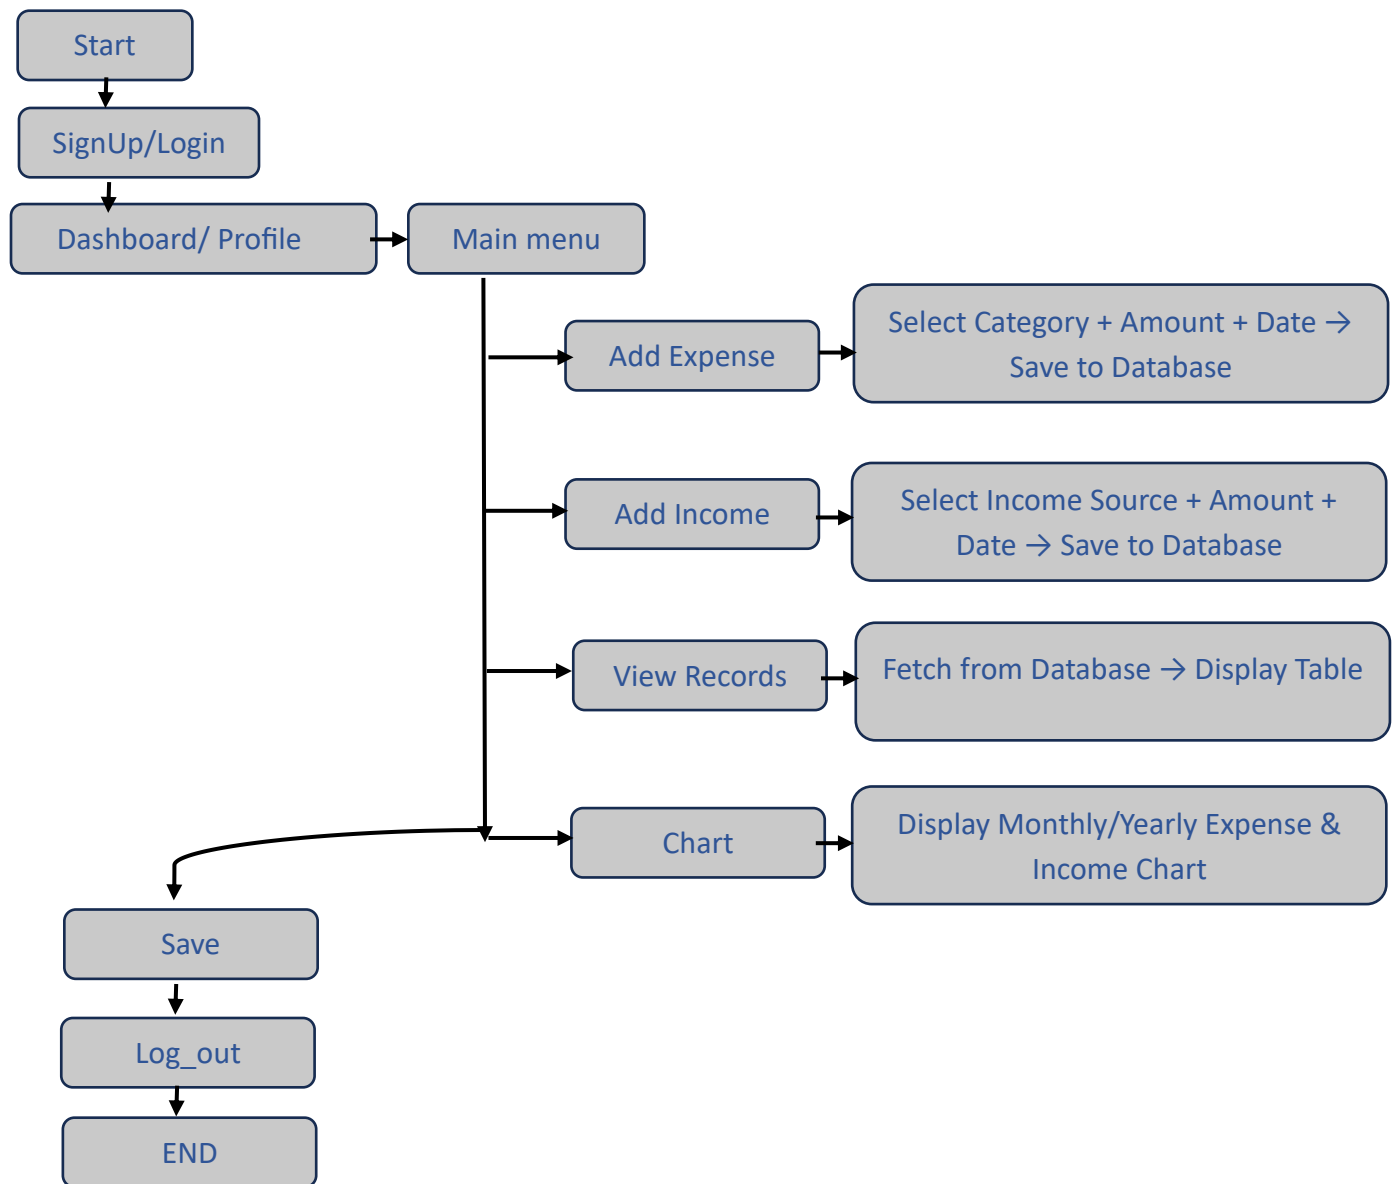 Start
SignUp/Login
Dashboard/ Profile
Main menu
Add Expense
Select Category + Amount + Date →
Save to Database
Add Income
Select Income Source + Amount +
Date → Save to Database
View Records
Fetch from Database → Display Table
Chart
Display Monthly/Yearly Expense &
Income Chart
Save
Log_out
END